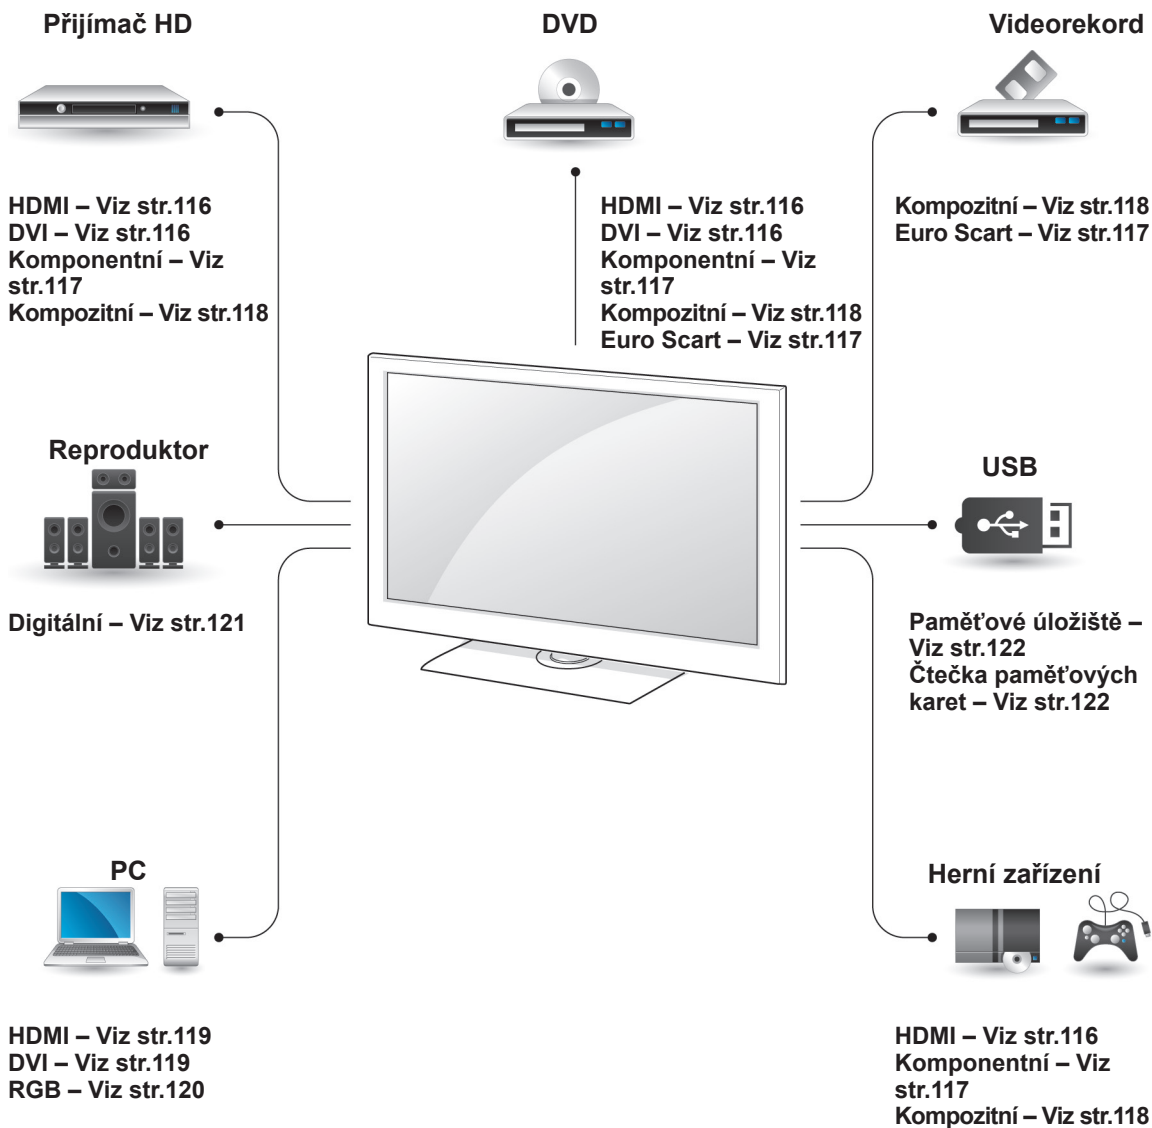 Přijímač HD
HDMI – Viz str.116
DVI – Viz str.116
Komponentní – Viz
str.117
Kompozitní – Viz str.118
DVD
HDMI – Viz str.116
DVI – Viz str.116
Komponentní – Viz
str.117
Kompozitní – Viz str.118
Euro Scart – Viz str.117
Videorekord
Kompozitní – Viz str.118
Euro Scart – Viz str.117
Reproduktor
Digitální – Viz str.121
USB
Paměťové úložiště –
Viz str.122
Čtečka paměťových
karet – Viz str.122
PC
HDMI – Viz str.119
DVI – Viz str.119
RGB – Viz str.120
Herní zařízení
HDMI – Viz str.116
Komponentní – Viz
str.117
Kompozitní – Viz str.118